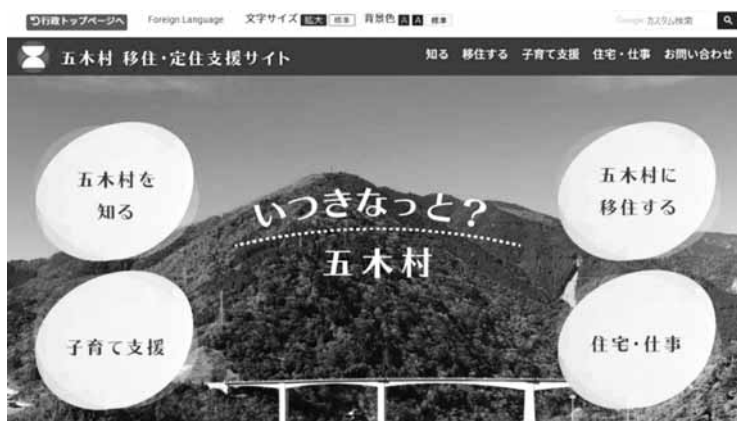 行政トップページへ Foreign Language 文字サイズ 拡大 標準 背景色 A A 標準 Google カスタム検索
五木村 移住・定住支援サイト 知る 移住する 子育て支援 住宅・仕事 お問い合わせ
五木村を
知る
いつきなっと?
五木村
五木村に
移住する
子育て支援
住宅・仕事